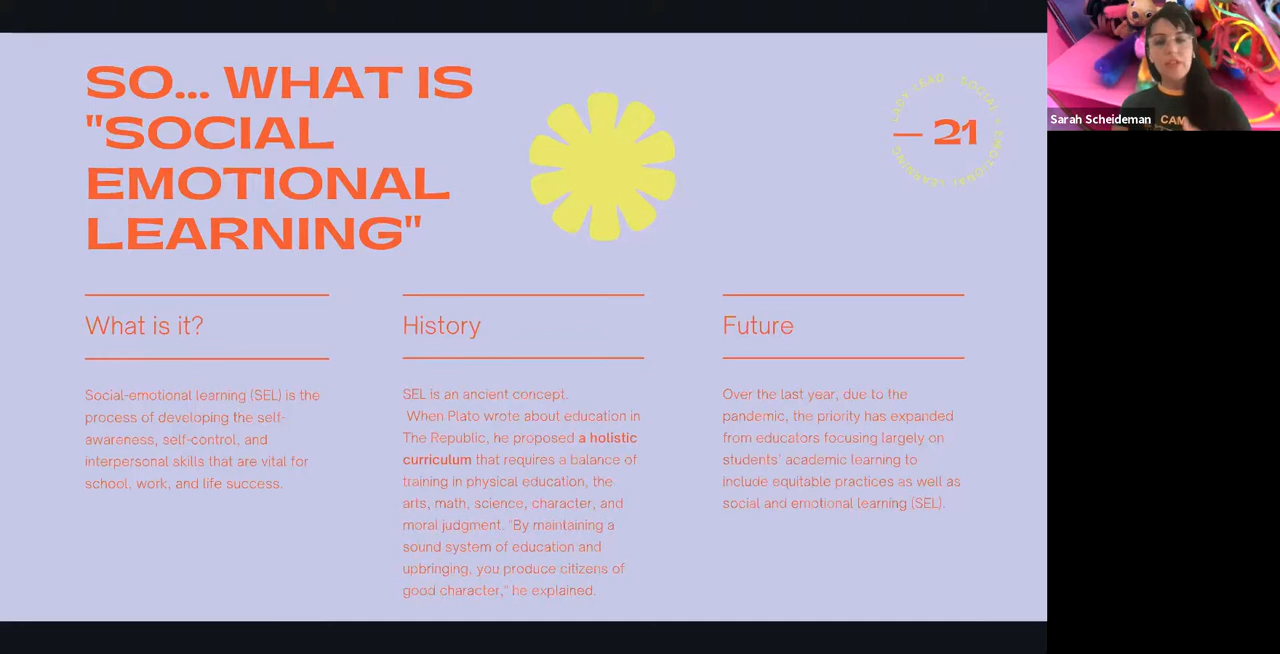 SO... WHAT IS
"SOCIAL
EMOTIONAL
LEARNING"
— 21
SOCIAL
EMOTIONAL
LEARNING
Sarah Scheideman
CAM
What is it?
Social-emotional learning (SEL) is the
process of developing the self-
awareness, self-control, and
interpersonal skills that are vital for
school, work, and life success.
History
SEL is an ancient concept.
When Plato wrote about education in
The Republic, he proposed a holistic
curriculum that requires a balance of
training in physical education, the
arts, math, science, character, and
moral judgment. "By maintaining a
sound system of education and
upbringing, you produce citizens of
good character," he explained.
Future
Over the last year, due to the
pandemic, the priority has expanded
from educators focusing largely on
students' academic learning to
include equitable practices as well as
social and emotional learning (SEL).